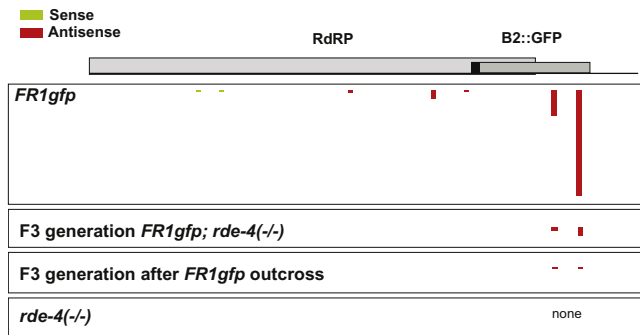 Sense
Antisense
RdRP
B2::GFP
FR1gfp
F3 generation FR1gfp; rde-4(-/-)
F3 generation after FR1gfp outcross
rde-4(-/-)
none